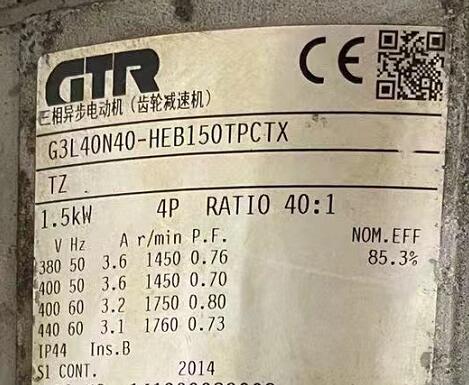 GTR
CE
三相异步电动机（齿轮减速机）
G3L40N40-HEB150TPCTX
TZ
1.5kW 4P RATIO 40:1
V Hz A r/min P.F. NOM.EFF
380 50 3.6 1450 0.76 85.3%
400 50 3.6 1450 0.70
400 60 3.2 1750 0.80
440 60 3.1 1760 0.73
IP44 Ins.B
S1 CONT. 2014